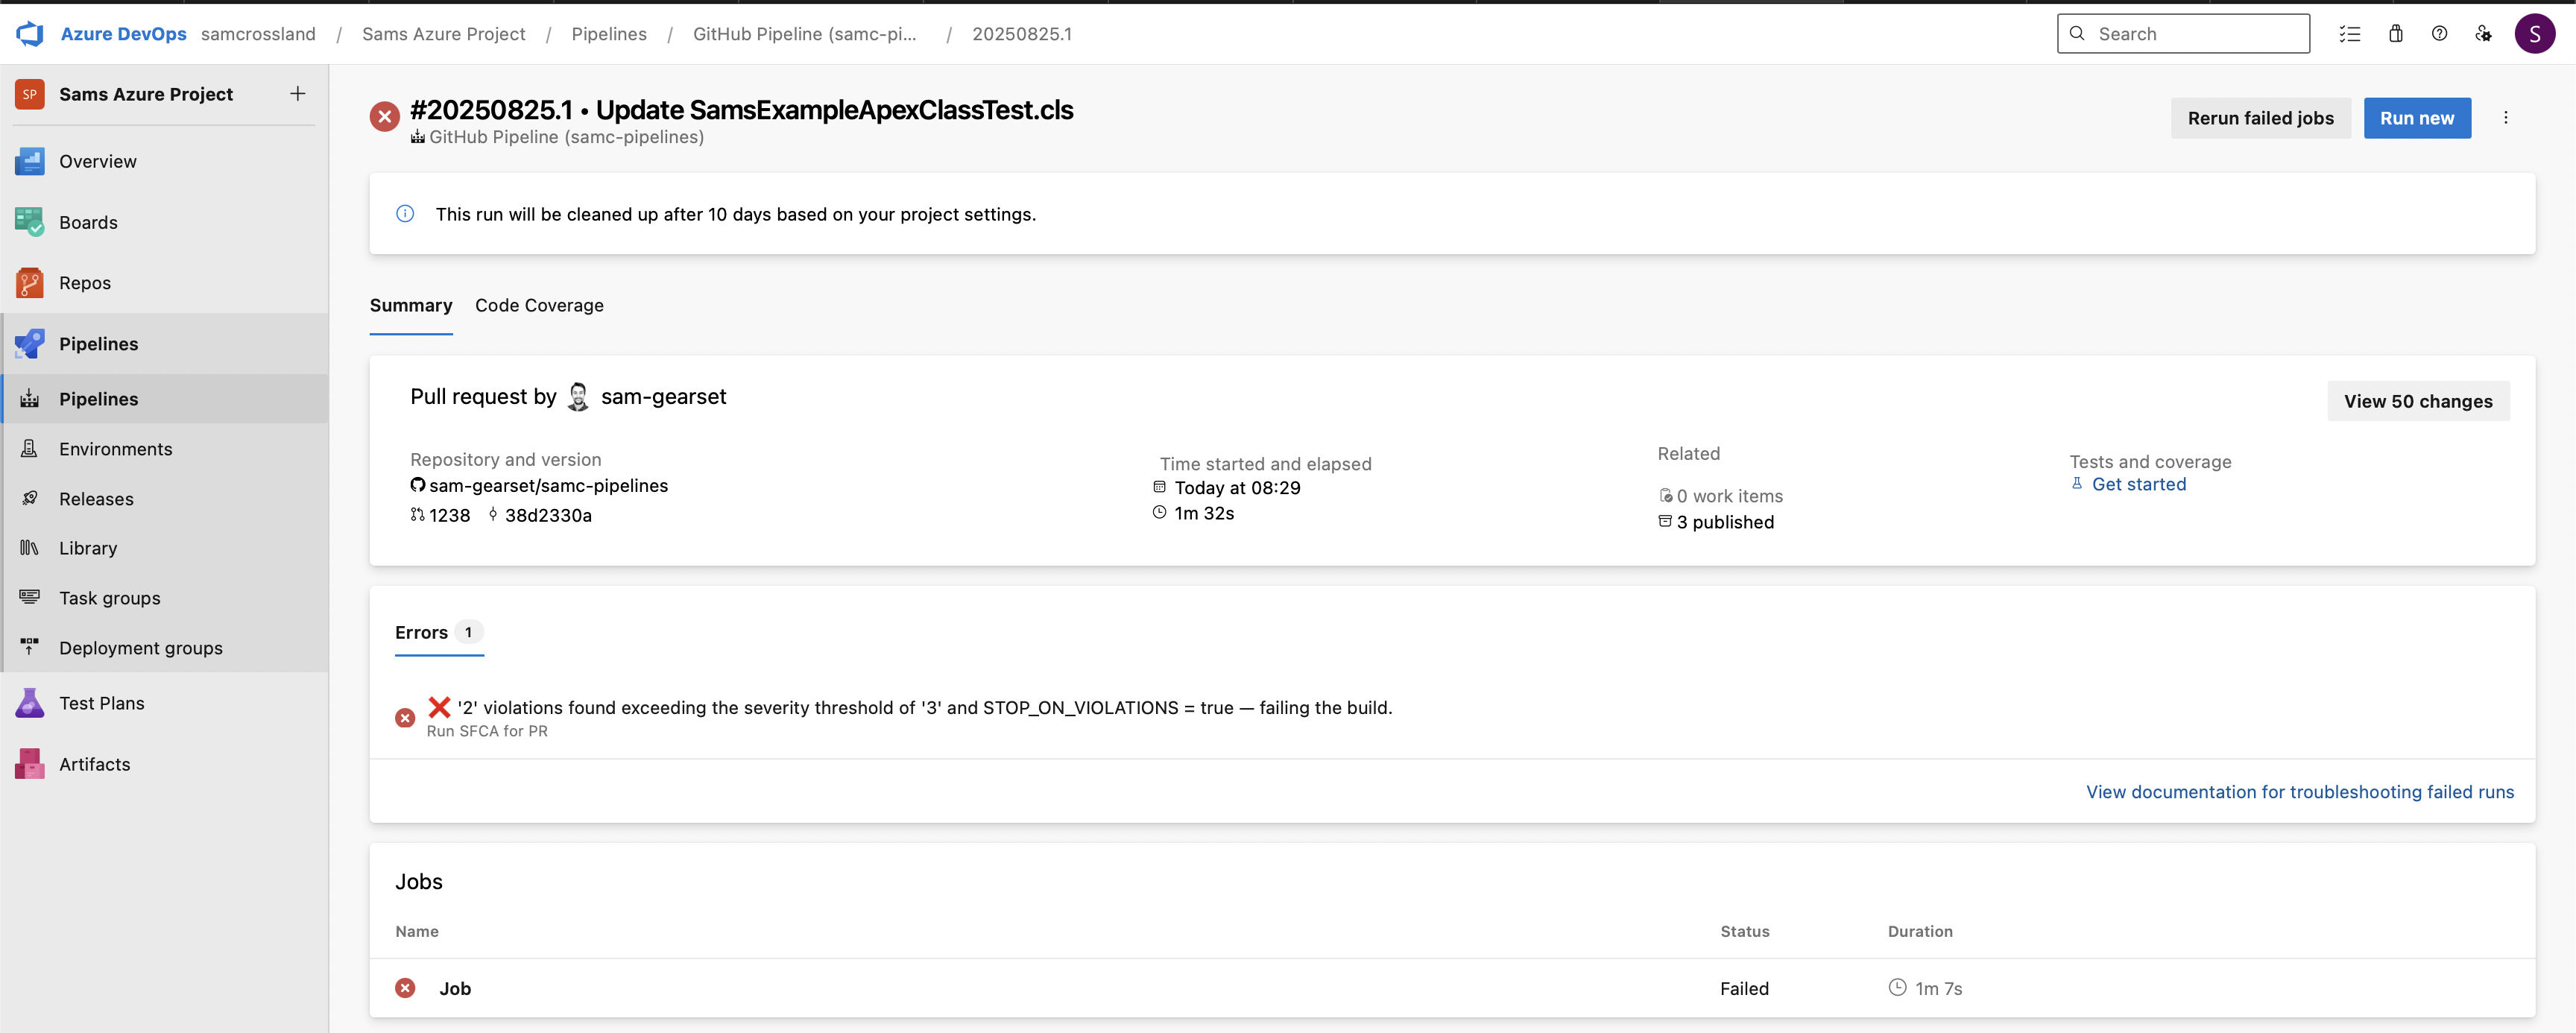 Azure DevOps samcrossland / Sams Azure Project / Pipelines / GitHub Pipeline (samc-pi... / 20250825.1
Search
S
SP Sams Azure Project
Overview
Boards
Repos
Pipelines
Pipelines
Environments
Releases
Library
Task groups
Deployment groups
Test Plans
Artifacts
#20250825.1 • Update SamsExampleApexClassTest.cls
GitHub Pipeline (samc-pipelines)
Rerun failed jobs
Run new
This run will be cleaned up after 10 days based on your project settings.
Summary Code Coverage
Pull request by sam-gearset
View 50 changes
Repository and version
sam-gearset/samc-pipelines
1238 38d2330a
Time started and elapsed
Today at 08:29
1m 32s
Related
0 work items
3 published
Tests and coverage
Get started
Errors 1
❌ '2' violations found exceeding the severity threshold of '3' and STOP_ON_VIOLATIONS = true — failing the build.
Run SFCA for PR
View documentation for troubleshooting failed runs
Jobs
Name Status Duration
Job Failed 1m 7s